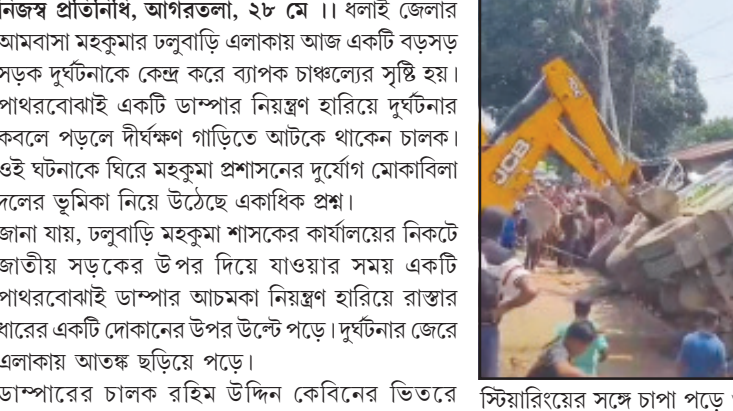 নিজস্ব প্রতিনিধি, আগরতলা, ২৮ মে ।। ধলাই জেলার
আমবাসা মহকুমার ঢলুবাড়ি এলাকায় আজ একটি বড়সড়
সড়ক দুর্ঘটনাকে কেন্দ্র করে ব্যাপক চাঞ্চল্যের সৃষ্টি হয়।
পাথরবোঝাই একটি ডাম্পার নিয়ন্ত্রণ হারিয়ে দুর্ঘটনার
কবলে পড়লে দীর্ঘক্ষণ গাড়িতে আটকে থাকেন চালক।
ওই ঘটনাকে ঘিরে মহকুমা প্রশাসনের দুর্যোগ মোকাবিলা
দলের ভূমিকা নিয়ে উঠেছে একাধিক প্রশ্ন।
জানা যায়, ঢলুবাড়ি মহকুমা শাসকের কার্যালয়ের নিকটে
জাতীয় সড়কের উপর দিয়ে যাওয়ার সময় একটি
পাথরবোঝাই ডাম্পার আচমকা নিয়ন্ত্রণ হারিয়ে রাস্তার
ধারের একটি দোকানের উপর উল্টে পড়ে। দুর্ঘটনার জেরে
এলাকায় আতঙ্ক ছড়িয়ে পড়ে।
ডাম্পারের চালক রহিম উদ্দিন কেবিনের ভিতরে
JCB
স্টিয়ারিংয়ের সঙ্গে চাপা পড়ে